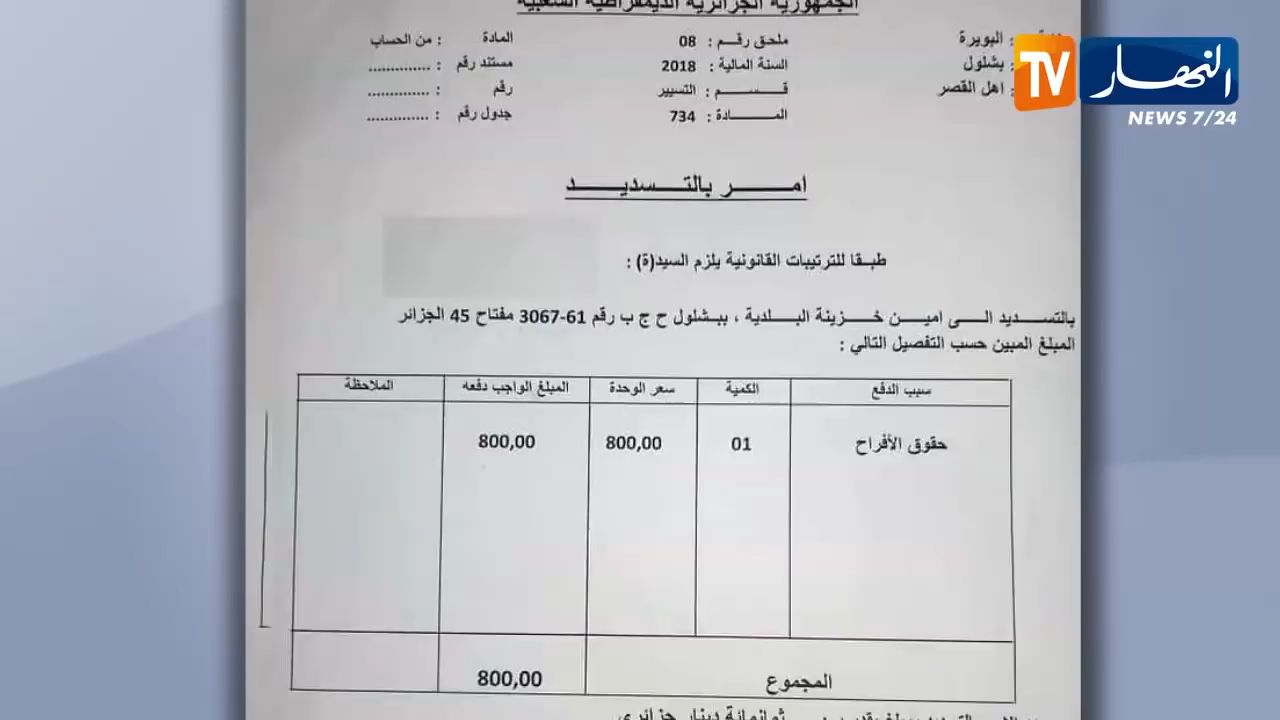 الجمهورية الجزائرية الديمقراطية الشعبية
: البويرة
: بشلول
: اهل القصر
ملحق رقم : 08
السنة المالية : 2018
قسم : التسيير
المادة : 734
المادة : من الحساب
مستند رقم : ..............
رقم : ..............
جدول رقم : ..............
النهار TV
NEWS 7/24
امر بالتسديد
طبقا للترتيبات القانونية يلزم السيد(ة) :
بالتسديد الى امين خزينة البلدية ، ببشلول ح ج ب رقم 61-3067 مفتاح 45 الجزائر
المبلغ المبين حسب التفصيل التالي :
سبب الدفع الكمية سعر الوحدة المبلغ الواجب دفعه الملاحظة
حقوق الأفراح 01 800,00 800,00
المجموع 800,00
ثمانمائة دينار جزائري